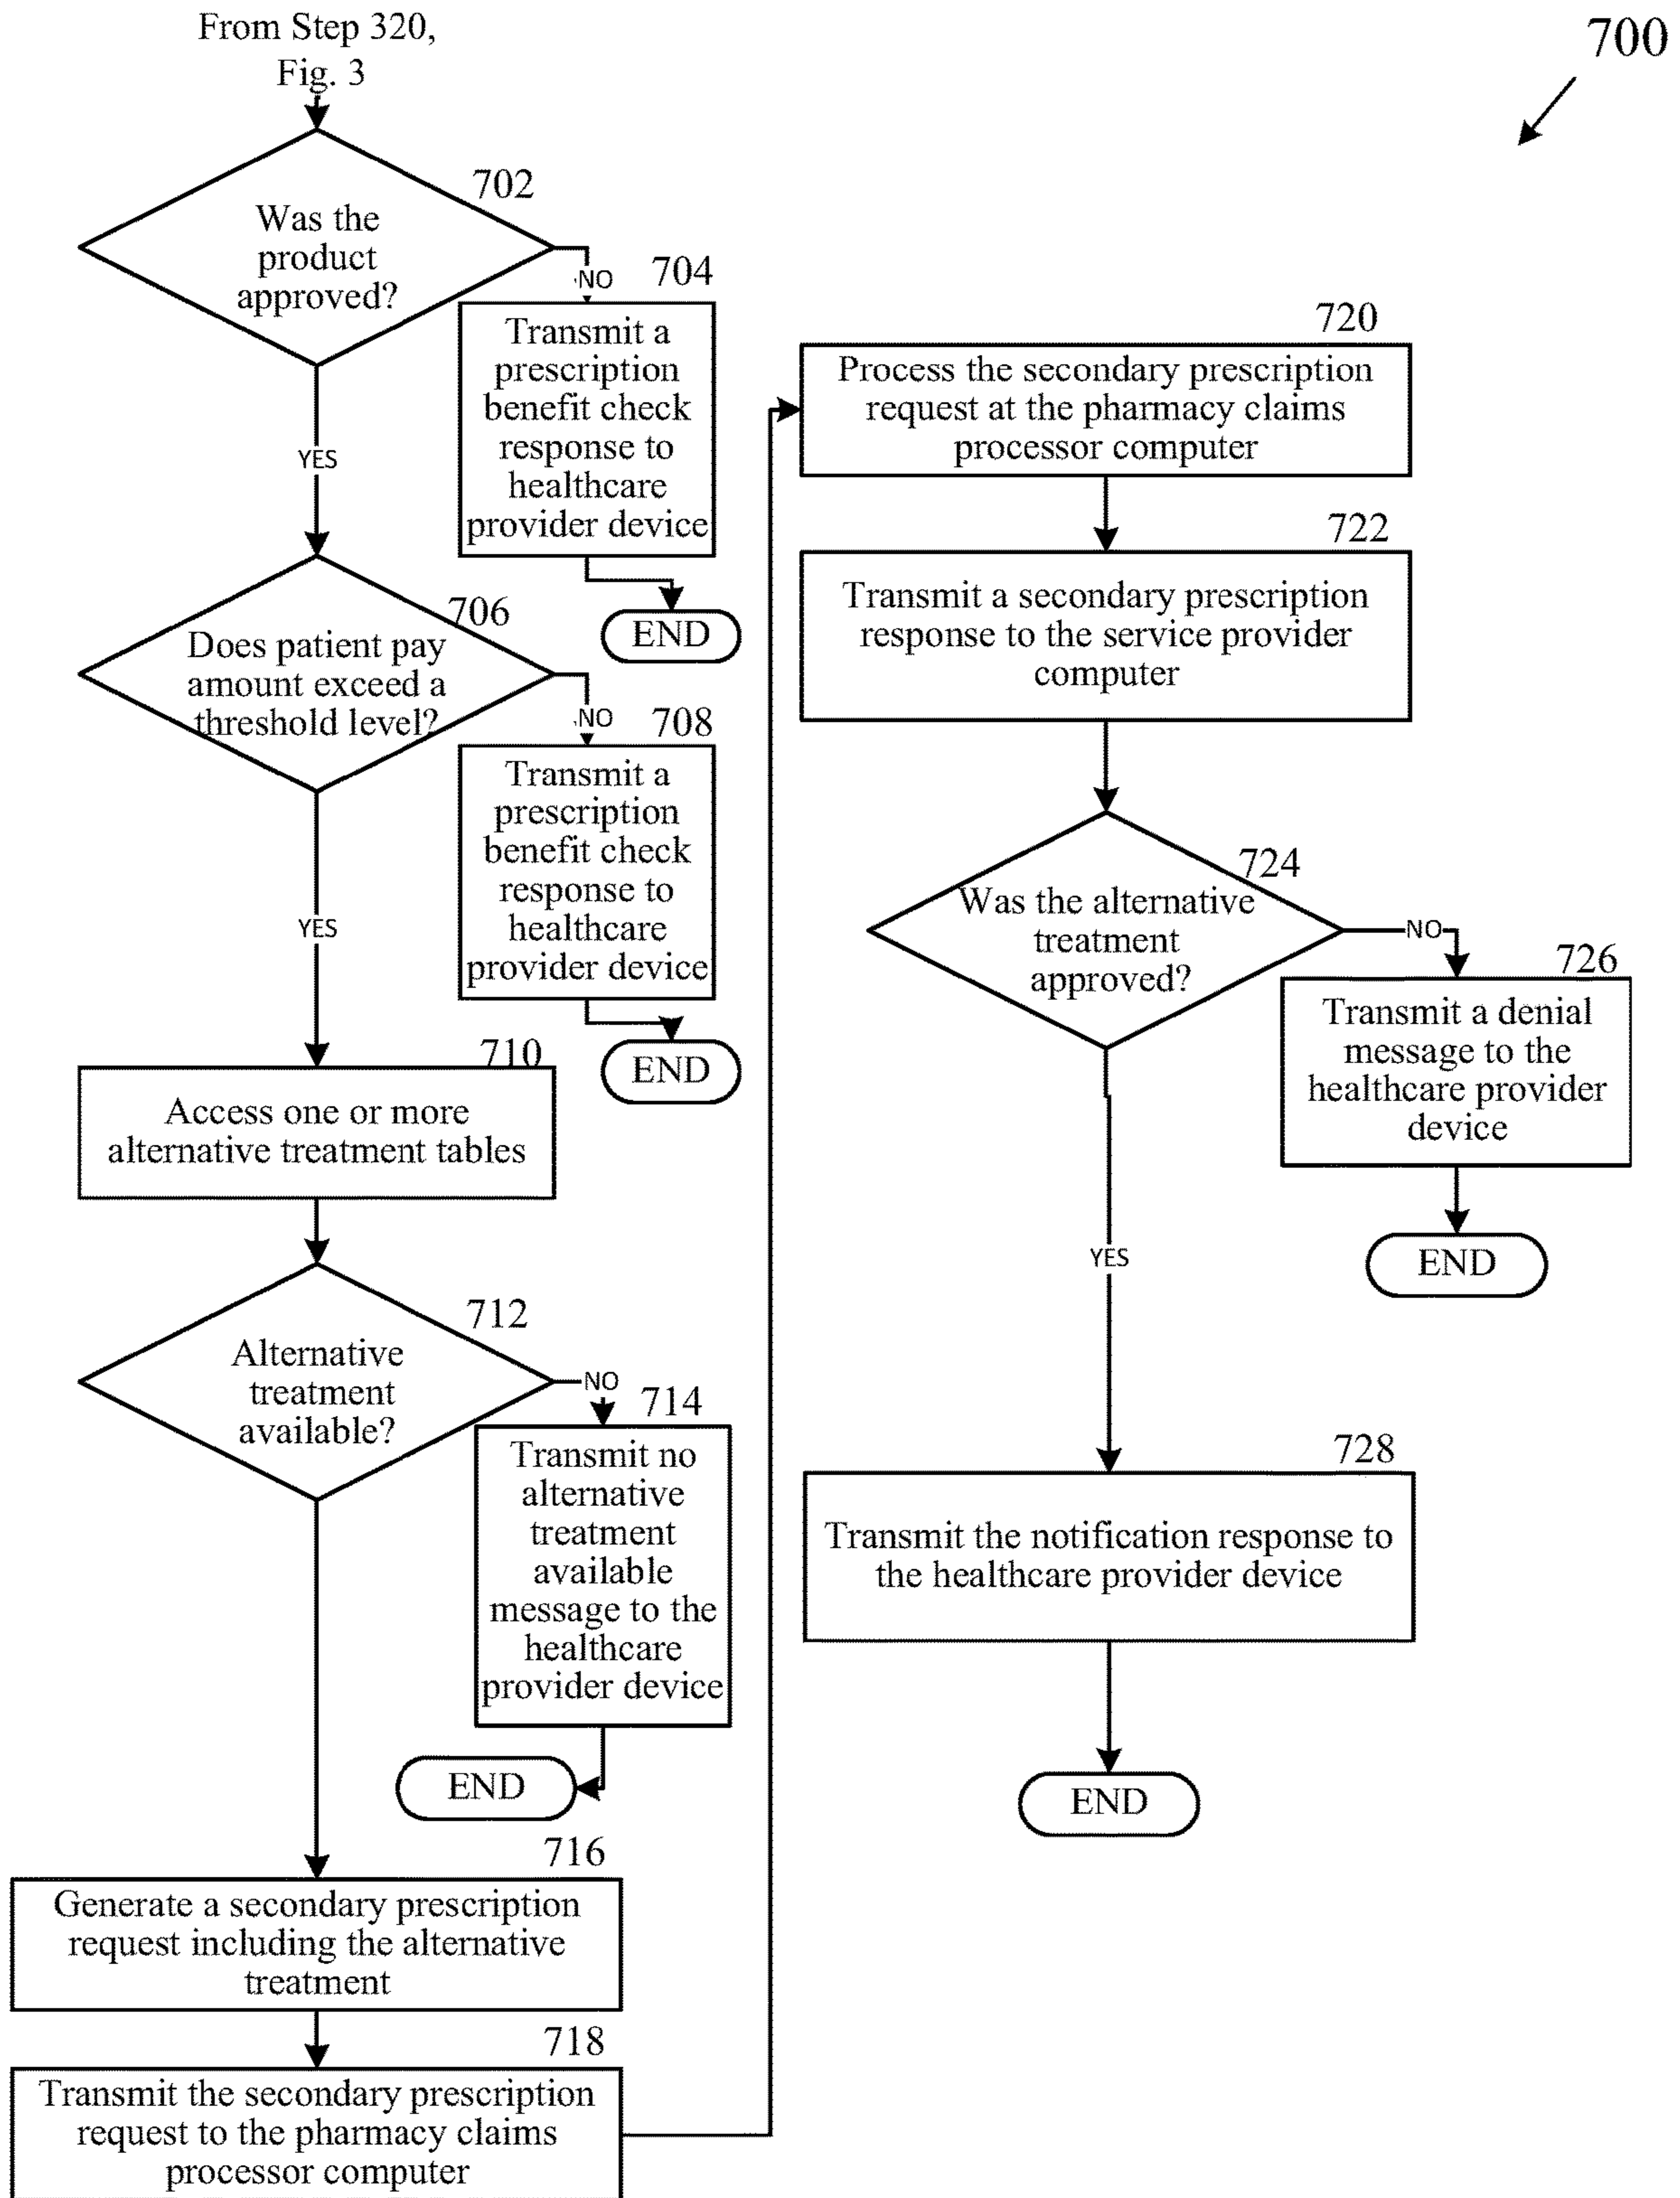 From Step 320,
Fig. 3
700
702
Was the
product
approved?
NO
704
Transmit a
prescription
benefit check
response to
healthcare
provider device
END
YES
706
Does patient pay
amount exceed a
threshold level?
NO
708
Transmit a
prescription
benefit check
response to
healthcare
provider device
END
YES
710
Access one or more
alternative treatment tables
712
Alternative
treatment
available?
NO
714
Transmit no
alternative
treatment
available
message to the
healthcare
provider device
END
716
Generate a secondary prescription
request including the alternative
treatment
718
Transmit the secondary prescription
request to the pharmacy claims
processor computer
720
Process the secondary prescription
request at the pharmacy claims
processor computer
722
Transmit a secondary prescription
response to the service provider
computer
724
Was the alternative
treatment
approved?
NO
726
Transmit a denial
message to the
healthcare provider
device
END
YES
728
Transmit the notification response to
the healthcare provider device
END